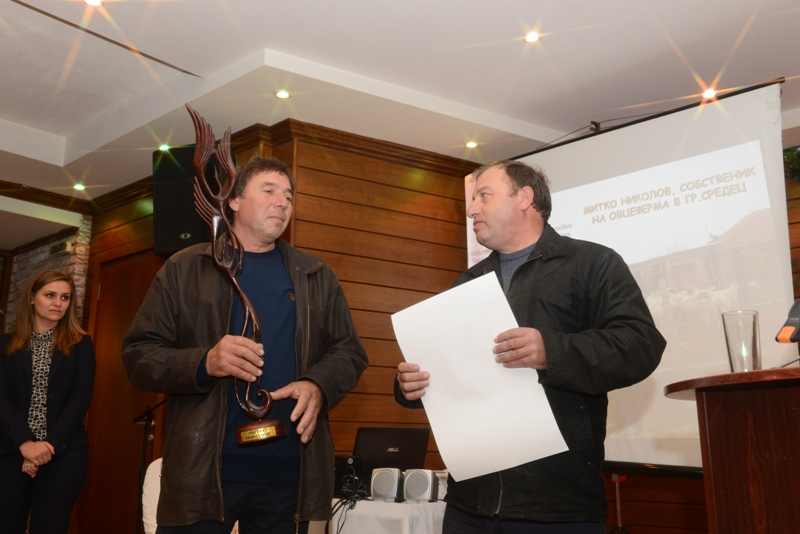 МИТКО НИКОЛОВ, СОБСТВЕНИК
НА ОВЦЕФЕРМА В ГР.СРЕДЕЦ